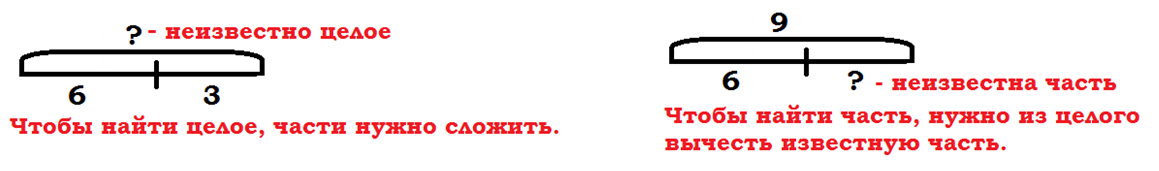 ? - неизвестно целое
6 3
Чтобы найти целое, части нужно сложить.
9
6 ? - неизвестна часть
Чтобы найти часть, нужно из целого
вычесть известную часть.